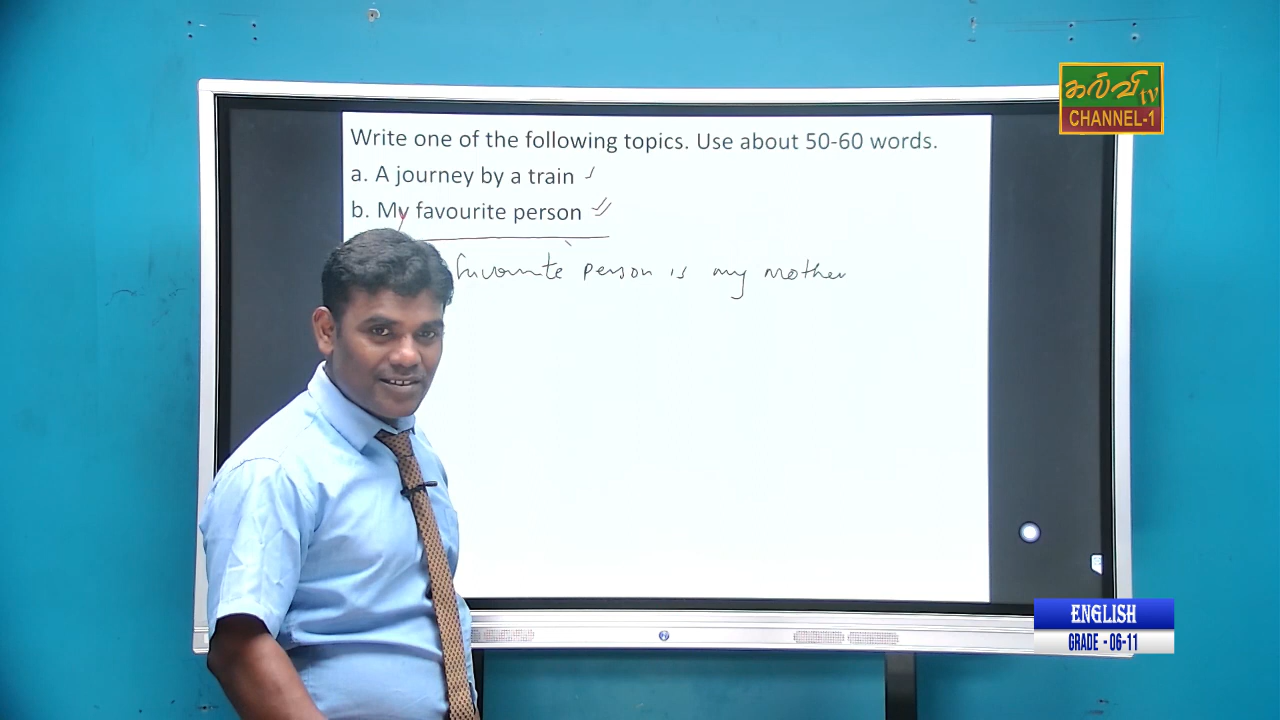 Write one of the following topics. Use about 50-60 words.
a. A journey by a train
b. My favourite person
favourite person is my mother
கல்வி TV
CHANNEL-1
ENGLISH
GRADE - 06-11